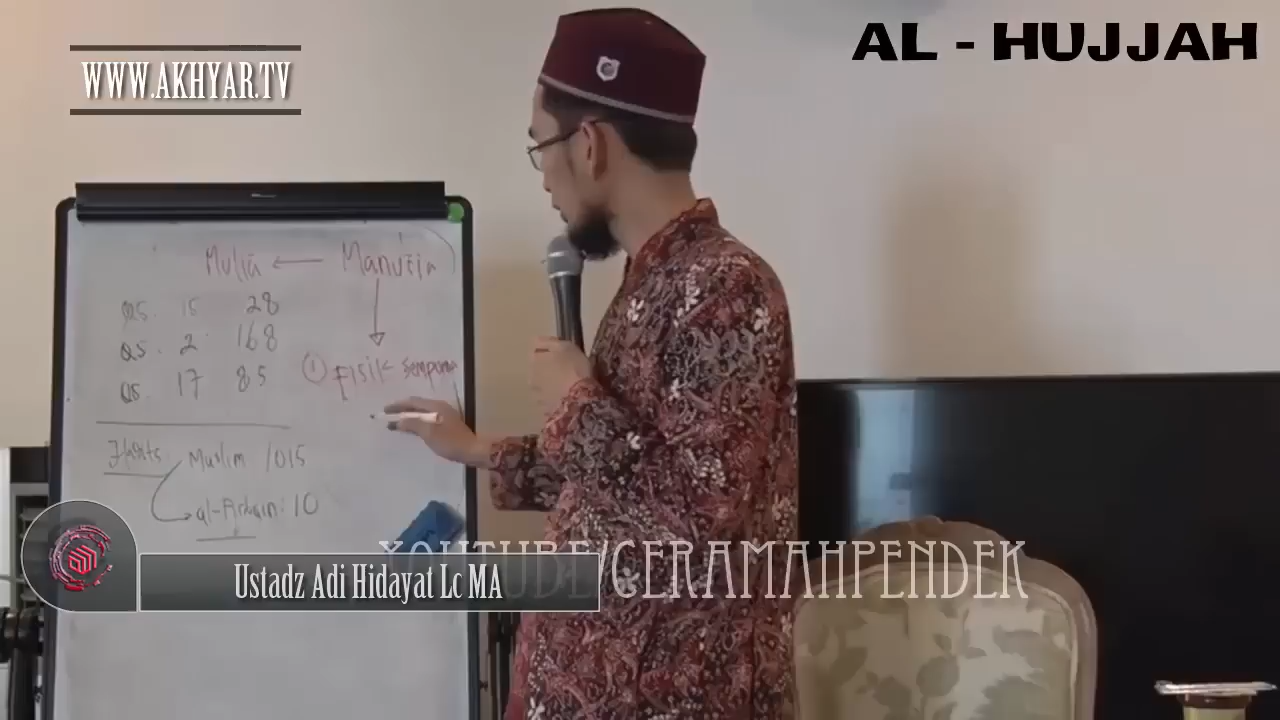 AL - HUJJAH
WWW.AKHYAR.TV
Mulia ← Manusia
QS. 15 28
QS. 2 168
QS. 17 85
① Fisik sempurna
Hadits Muslim 1015
al-Arbain: 10
YOUTUBE/CERAMAHPENDEK
Ustadz Adi Hidayat Lc MA